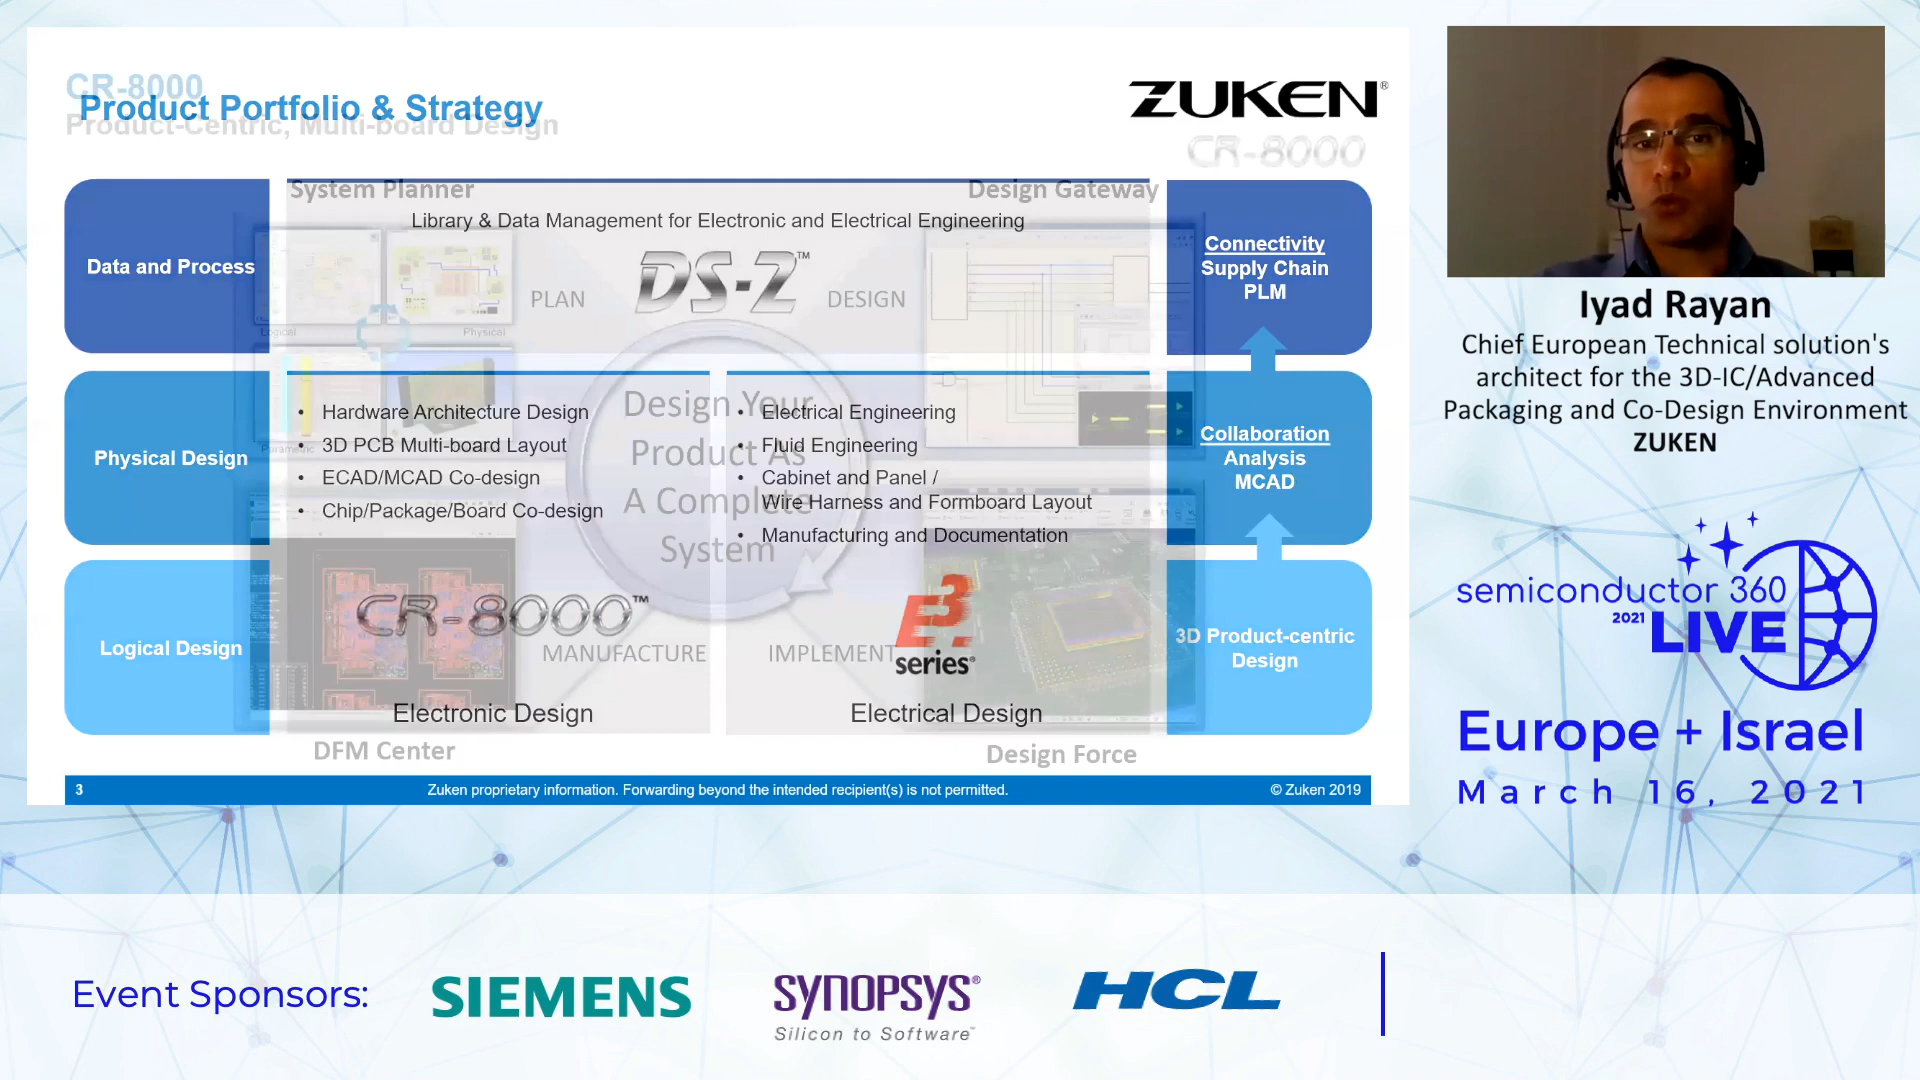 CR-8000
Product Portfolio & Strategy
Product-Centric, Multi-board Design
ZUKEN®
CR-8000
System Planner
Design Gateway
Library & Data Management for Electronic and Electrical Engineering
Data and Process
DS-2™
PLAN
DESIGN
Logical
Physical
Connectivity
Supply Chain
PLM
Physical Design
Parametric
• Hardware Architecture Design
• 3D PCB Multi-board Layout
• ECAD/MCAD Co-design
• Chip/Package/Board Co-design
Design Your
Product As
A Complete
System
• Electrical Engineering
• Fluid Engineering
• Cabinet and Panel /
Wire Harness and Formboard Layout
• Manufacturing and Documentation
Collaboration
Analysis
MCAD
Logical Design
CR-8000™
MANUFACTURE
IMPLEMENT
E3.
series®
3D Product-centric
Design
Electronic Design
Electrical Design
DFM Center
Design Force
3
Zuken proprietary information. Forwarding beyond the intended recipient(s) is not permitted.
© Zuken 2019
Iyad Rayan
Chief European Technical solution's
architect for the 3D-IC/Advanced
Packaging and Co-Design Environment
ZUKEN
semiconductor 360
2021 LIVE
Europe + Israel
March 16, 2021
Event Sponsors:
SIEMENS
SYNOPSYS®
Silicon to Software™
HCL